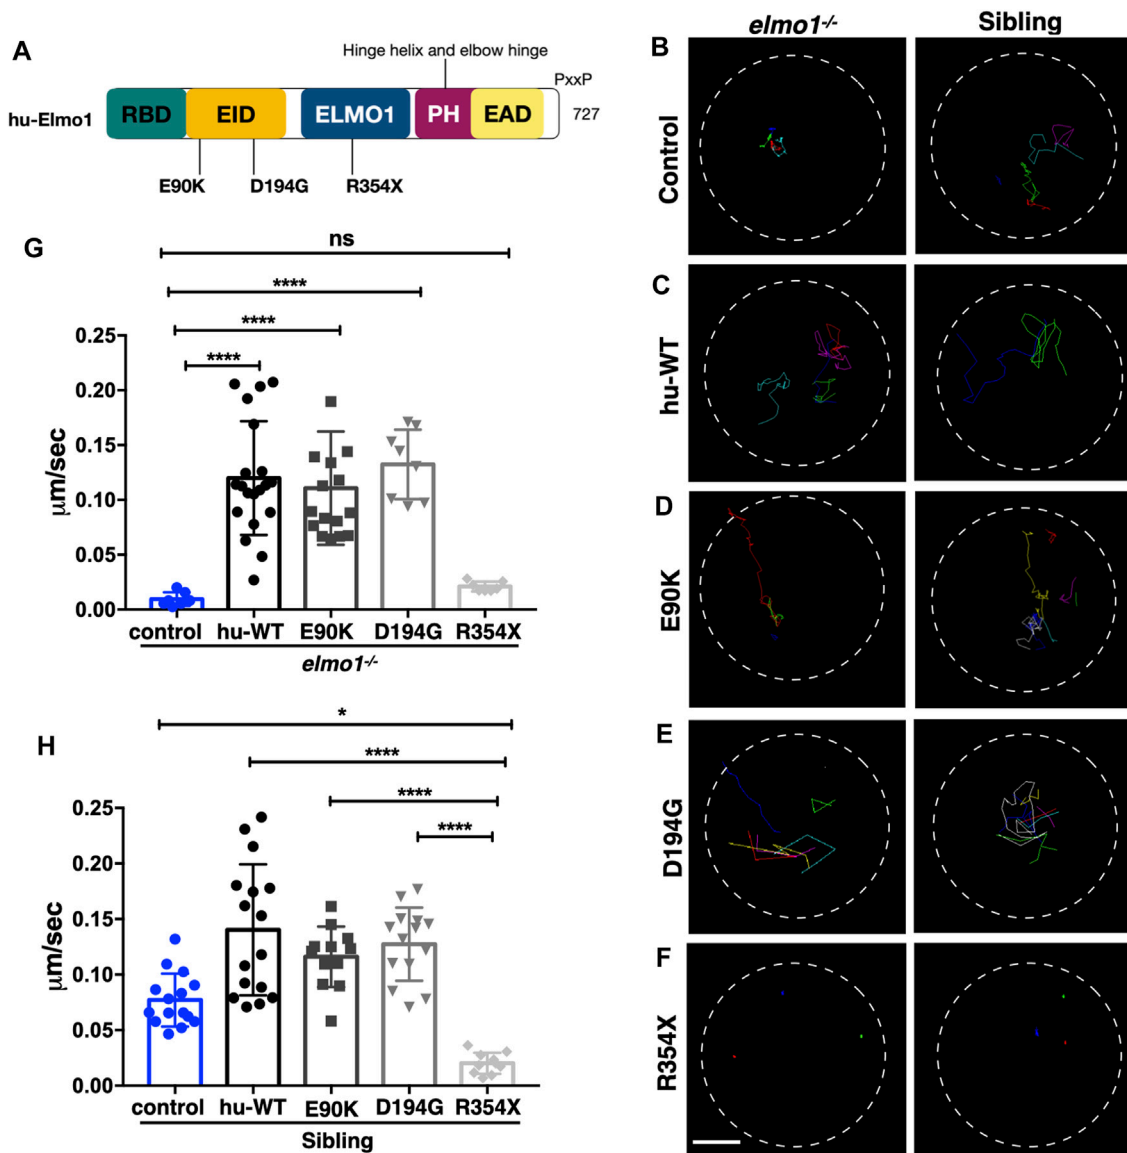 A
Hinge helix and elbow hinge
PxxP
hu-Elmo1
RBD
EID
ELMO1
PH
EAD
727
E90K
D194G
R354X
G
ns
****
****
****
0.25
0.20
0.15
0.10
0.05
0.00
μm/sec
control
hu-WT
E90K
D194G
R354X
elmo1-/-
H
*
****
****
****
0.25
0.20
0.15
0.10
0.05
0.00
μm/sec
control
hu-WT
E90K
D194G
R354X
Sibling
elmo1-/-
Sibling
B
Control
C
hu-WT
D
E90K
E
D194G
F
R354X